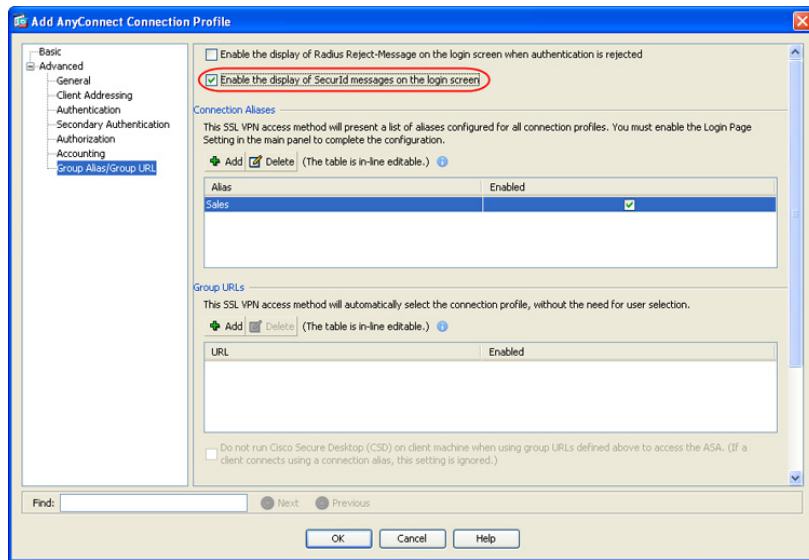 Add AnyConnect Connection Profile
Basic
Advanced
General
Client Addressing
Authentication
Secondary Authentication
Authorization
Accounting
Group Alias/Group URL
Enable the display of Radius Reject-Message on the login screen when authentication is rejected
Enable the display of SecurId messages on the login screen
Connection Aliases
This SSL VPN access method will present a list of aliases configured for all connection profiles. You must enable the Login Page
Setting in the main panel to complete the configuration.
Add Delete (The table is in-line editable.)
Alias Enabled
Sales
Group URLs
This SSL VPN access method will automatically select the connection profile, without the need for user selection.
Add Delete (The table is in-line editable.)
URL Enabled
Do not run Cisco Secure Desktop (CSD) on client machine when using group URLs defined above to access the ASA. (If a
client connects using a connection alias, this setting is ignored.)
Find: Next Previous
OK Cancel Help